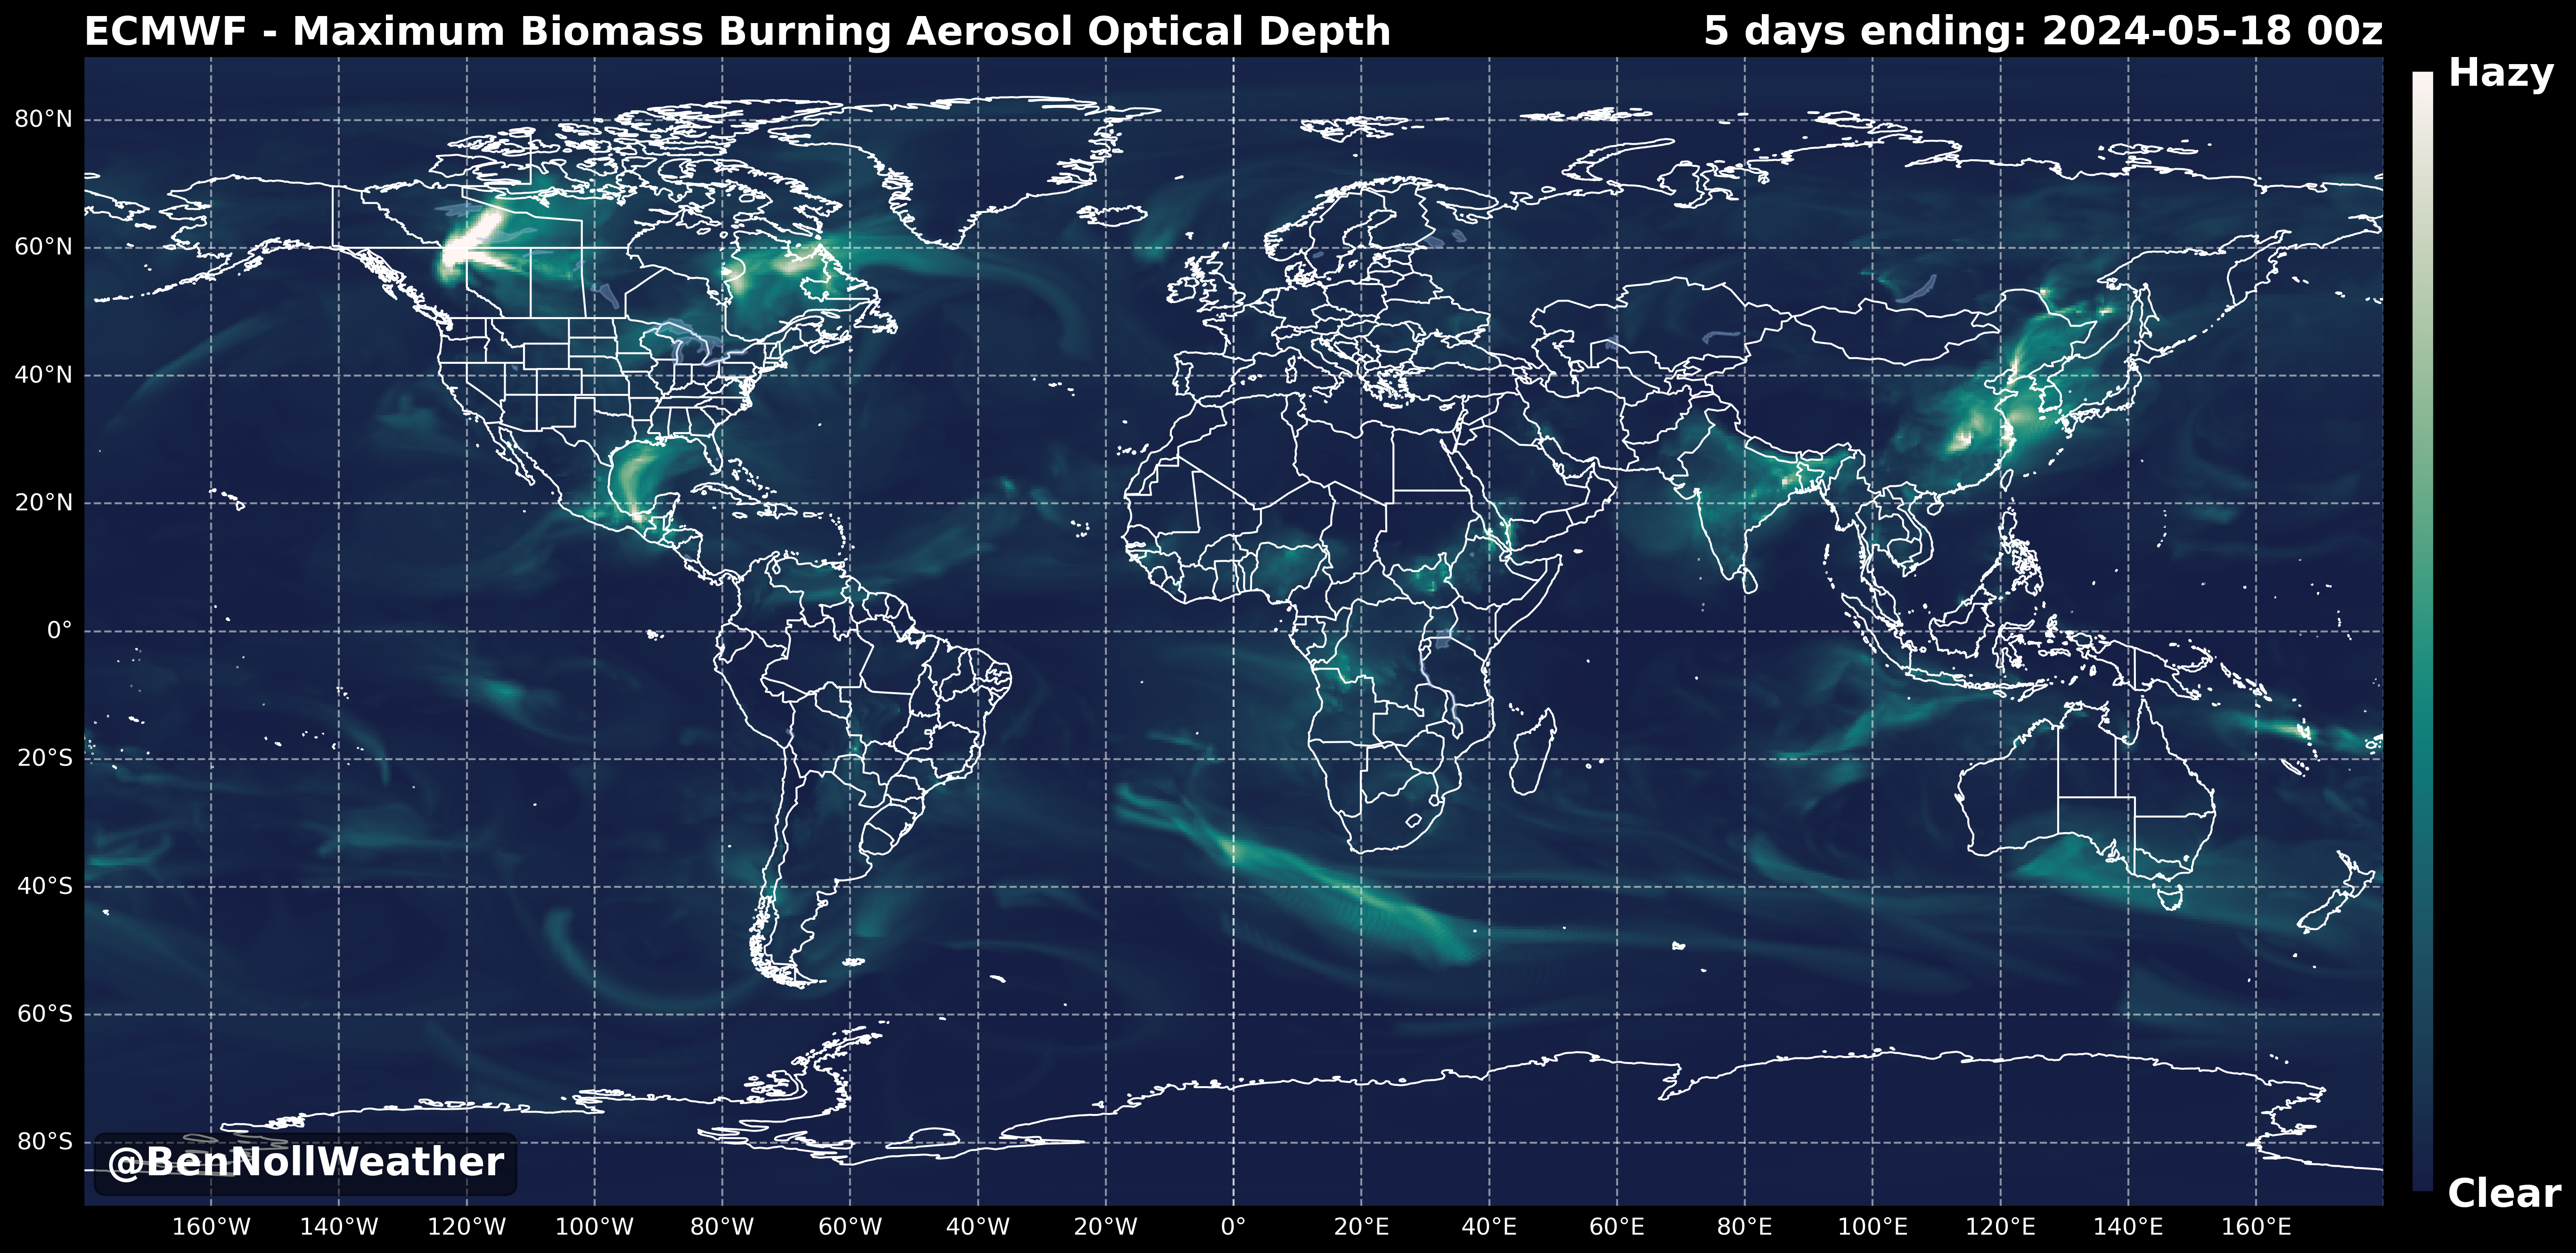 ECMWF - Maximum Biomass Burning Aerosol Optical Depth
5 days ending: 2024-05-18 00z
Hazy
80°N
60°N
40°N
20°N
0°
20°S
40°S
60°S
80°S
@BenNollWeather
Clear
160°W 140°W 120°W 100°W 80°W 60°W 40°W 20°W 0° 20°E 40°E 60°E 80°E 100°E 120°E 140°E 160°E